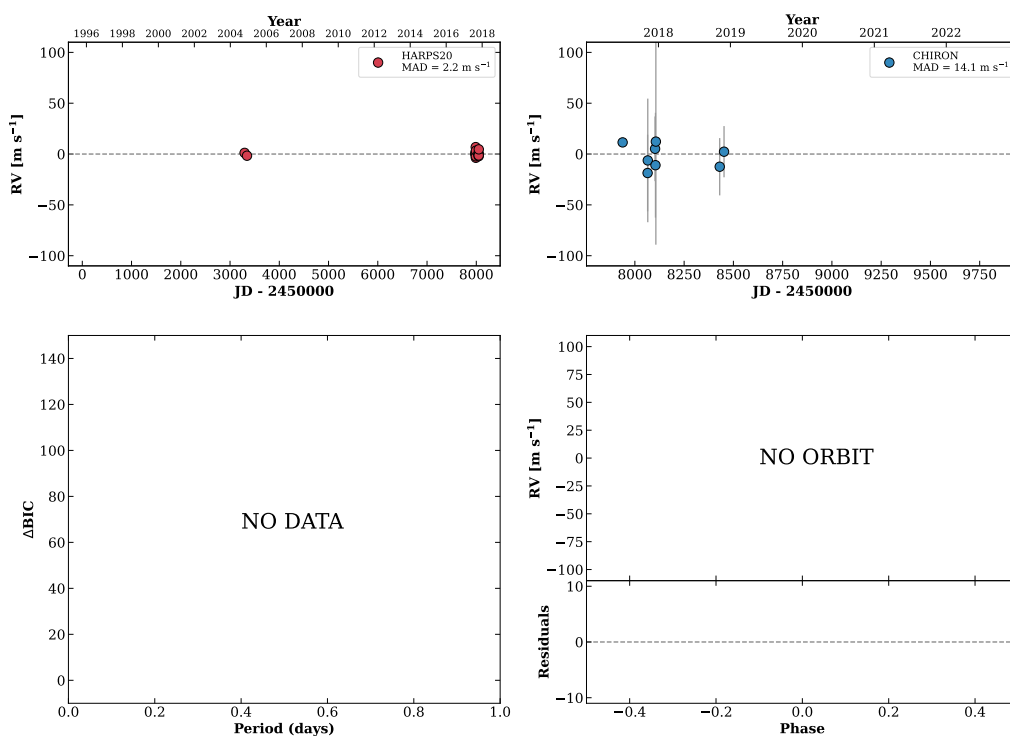 Year
1996 1998 2000 2002 2004 2006 2008 2010 2012 2014 2016 2018
HARPS20
MAD = 2.2 m s⁻¹
RV [m s⁻¹]
100
50
0
−50
−100
0 1000 2000 3000 4000 5000 6000 7000 8000
JD - 2450000
Year
2018 2019 2020 2021 2022
CHIRON
MAD = 14.1 m s⁻¹
RV [m s⁻¹]
100
50
0
−50
−100
8000 8250 8500 8750 9000 9250 9500 9750
JD - 2450000
ΔBIC
140
120
100
80
60
40
20
0
NO DATA
0.0 0.2 0.4 0.6 0.8 1.0
Period (days)
RV [m s⁻¹]
100
75
50
25
0
−25
−50
−75
−100
NO ORBIT
Residuals
10
0
−10
−0.4 −0.2 0.0 0.2 0.4
Phase